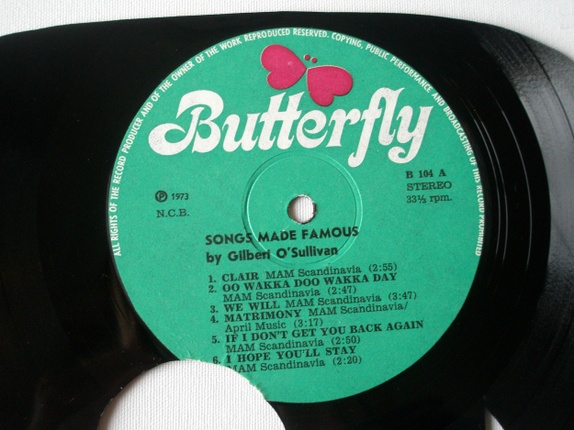 ALL RIGHTS OF THE RECORD PRODUCER AND OF THE OWNER OF THE WORK REPRODUCED RESERVED. COPYING, PUBLIC PERFORMANCE AND BROADCASTING OF THIS RECORD PROHIBITED
Butterfly
B 104 A
STEREO
33⅓ rpm.
Ⓟ 1973
N.C.B.
SONGS MADE FAMOUS
by Gilbert O'Sullivan
1. CLAIR MAM Scandinavia (2:55)
2. OO WAKKA DOO WAKKA DAY
MAM Scandinavia (2:47)
3. WE WILL MAM Scandinavia (3:47)
4. MATRIMONY MAM Scandinavia/
April Music (3:17)
5. IF I DON'T GET YOU BACK AGAIN
MAM Scandinavia (2:50)
6. I HOPE YOU'LL STAY
MAM Scandinavia (2:20)